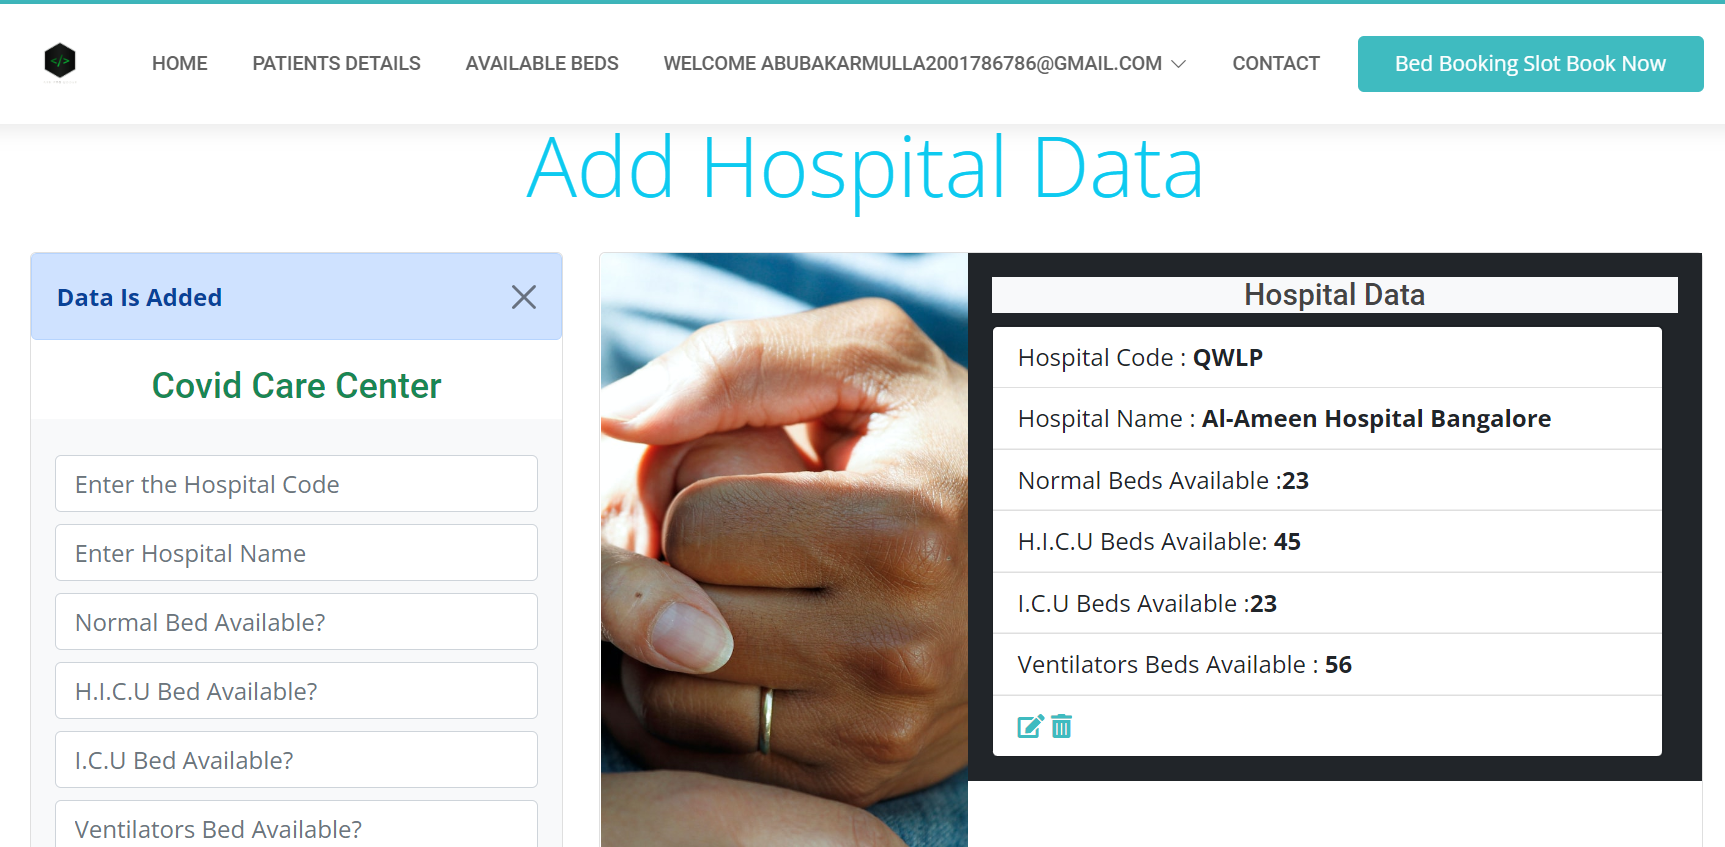 </>
HOME PATIENTS DETAILS AVAILABLE BEDS WELCOME ABUBAKARMULLA2001786786@GMAIL.COM CONTACT Bed Booking Slot Book Now
Add Hospital Data
Data Is Added
Covid Care Center
Enter the Hospital Code
Enter Hospital Name
Normal Bed Available?
H.I.C.U Bed Available?
I.C.U Bed Available?
Ventilators Bed Available?
Hospital Data
Hospital Code : QWLP
Hospital Name : Al-Ameen Hospital Bangalore
Normal Beds Available :23
H.I.C.U Beds Available: 45
I.C.U Beds Available :23
Ventilators Beds Available : 56